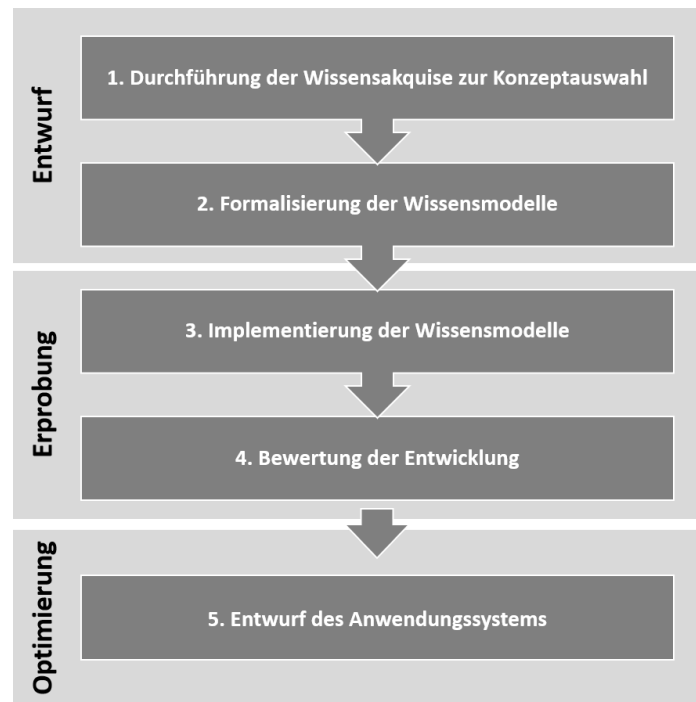 Entwurf
1. Durchführung der Wissensakquise zur Konzeptauswahl
2. Formalisierung der Wissensmodelle
Erprobung
3. Implementierung der Wissensmodelle
4. Bewertung der Entwicklung
Optimierung
5. Entwurf des Anwendungssystems